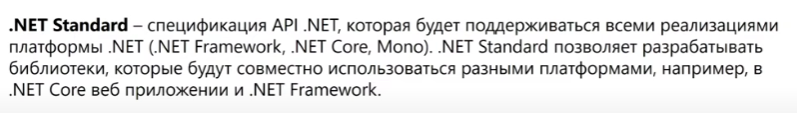 .NET Standard – спецификация API .NET, которая будет поддерживаться всеми реализациями
платформы .NET (.NET Framework, .NET Core, Mono). .NET Standard позволяет разрабатывать
библиотеки, которые будут совместно использоваться разными платформами, например, в
.NET Core веб приложении и .NET Framework.